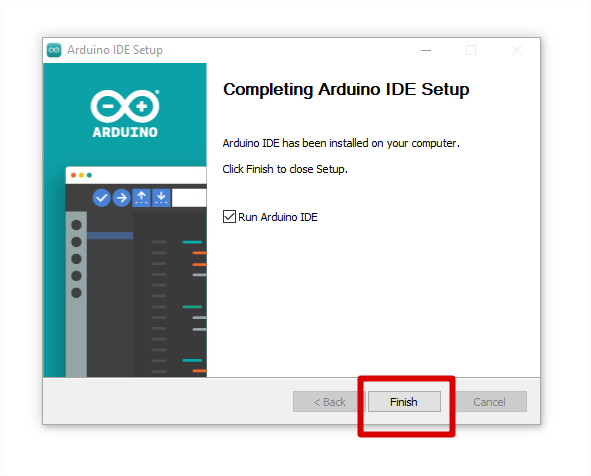 Arduino IDE Setup
ARDUINO
Completing Arduino IDE Setup
Arduino IDE has been installed on your computer.
Click Finish to close Setup.
Run Arduino IDE
< Back
Finish
Cancel